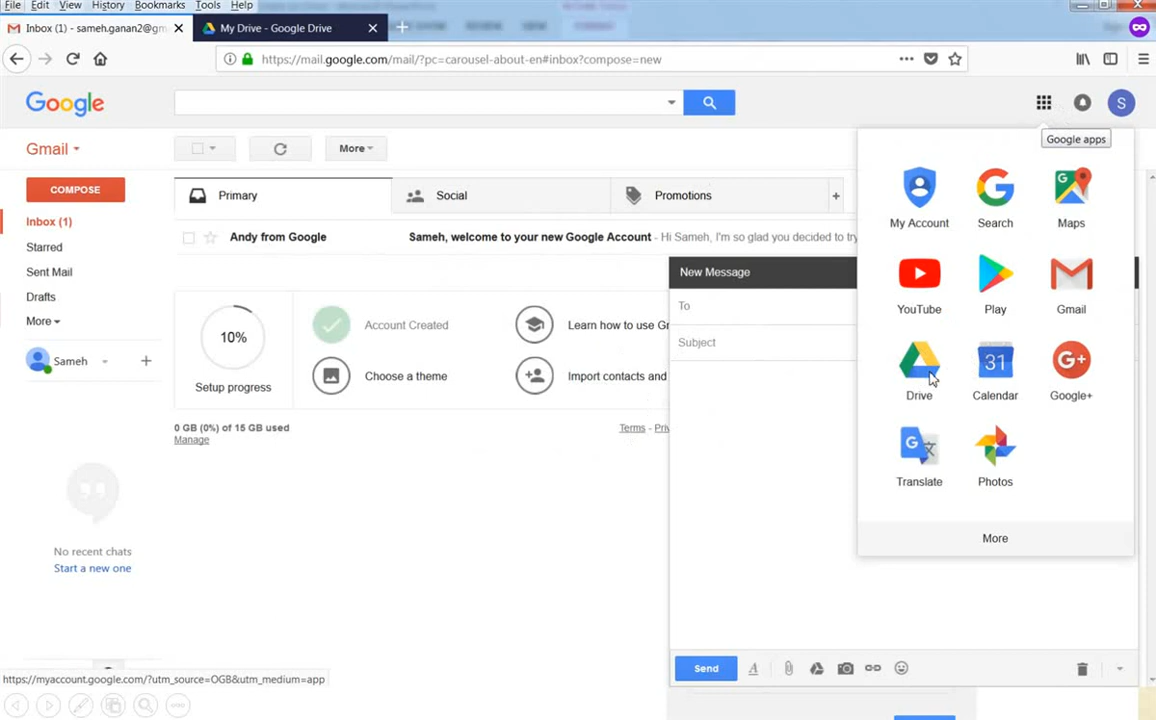 File Edit View History Bookmarks Tools Help
Inbox (1) - sameh.ganan2@gm
My Drive - Google Drive
https://mail.google.com/mail/?pc=carousel-about-en#inbox?compose=new
Google
S
Google apps
Gmail
More
COMPOSE
Primary
Social
Promotions
Inbox (1)
Starred
Sent Mail
Drafts
More
Sameh
Andy from Google Sameh, welcome to your new Google Account - Hi Sameh, I'm so glad you decided to try
10%
Setup progress
Account Created
Learn how to use Gr
Choose a theme
Import contacts and
0 GB (0%) of 15 GB used
Manage
Terms - Priv
No recent chats
Start a new one
New Message
To
Subject
Send
My Account
Search
Maps
YouTube
Play
Gmail
Drive
31
Calendar
G+
Google+
Translate
Photos
More
https://myaccount.google.com/?utm_source=OGB&utm_medium=app